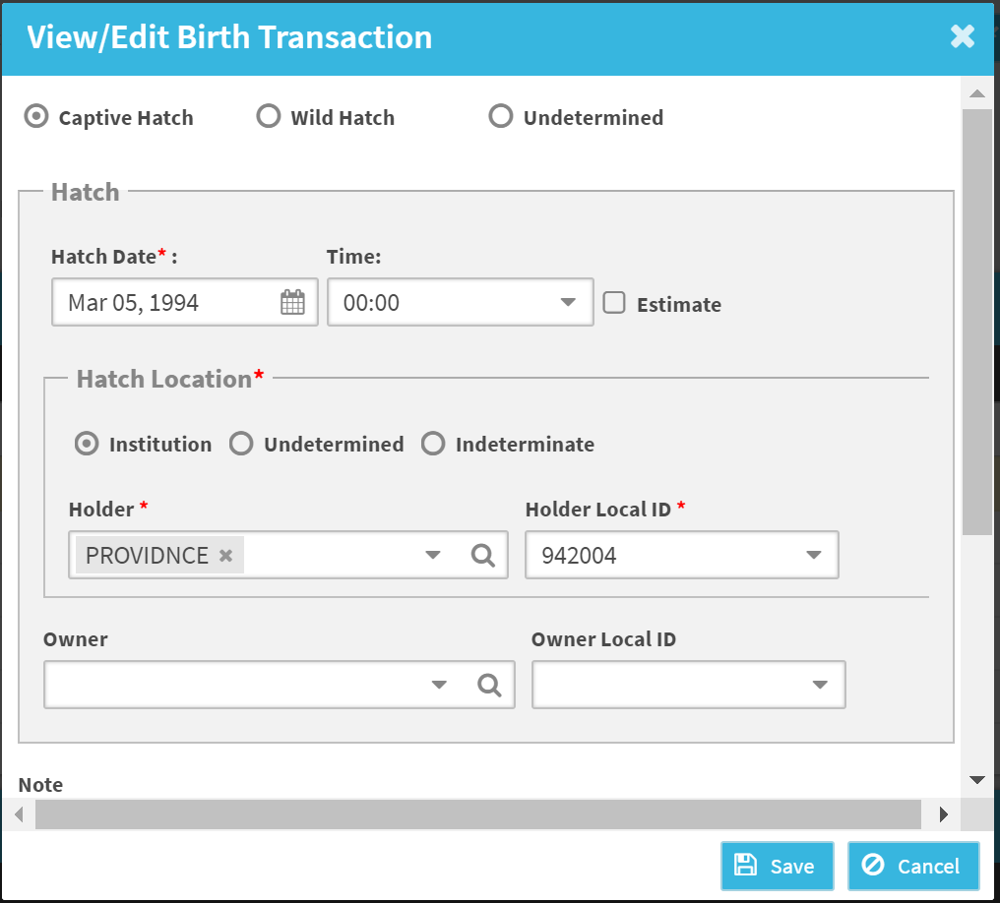 View/Edit Birth Transaction
Captive Hatch Wild Hatch Undetermined
Hatch
Hatch Date* : Time:
Mar 05, 1994 00:00 Estimate
Hatch Location*
Institution Undetermined Indeterminate
Holder * Holder Local ID *
PROVIDNCE 942004
Owner Owner Local ID
Note
Save Cancel